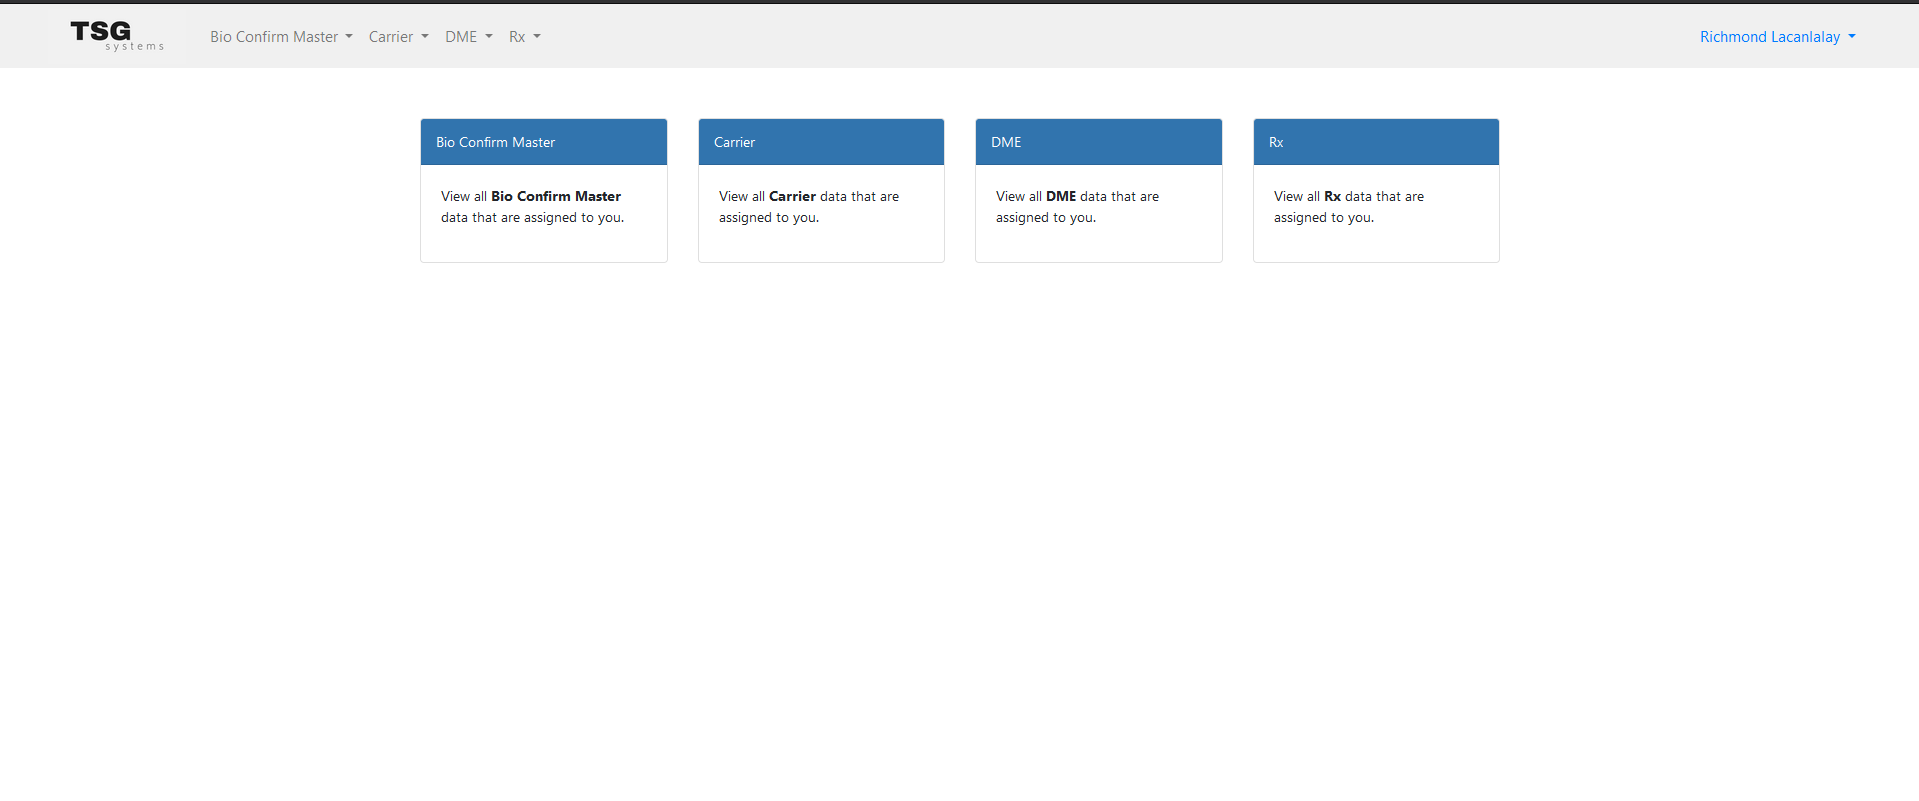 TSG
systems
Bio Confirm Master
Carrier
DME
Rx
Richmond Lacanlalay
Bio Confirm Master
View all Bio Confirm Master
data that are assigned to you.
Carrier
View all Carrier data that are
assigned to you.
DME
View all DME data that are
assigned to you.
Rx
View all Rx data that are
assigned to you.